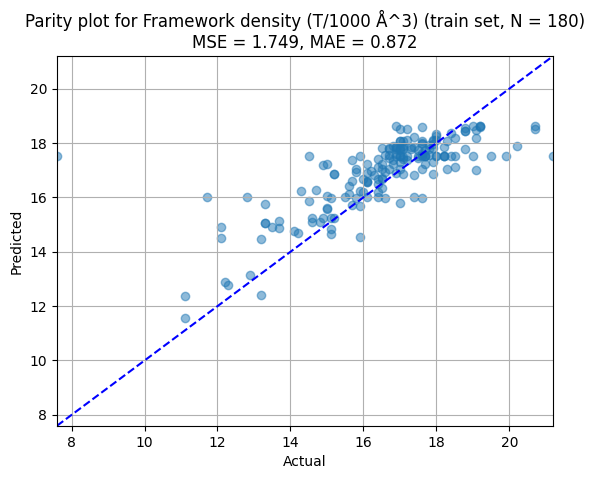 Parity plot for Framework density (T/1000 Å^3) (train set, N = 180)
MSE = 1.749, MAE = 0.872
20
18
16
14
12
10
8
Predicted
8 10 12 14 16 18 20
Actual